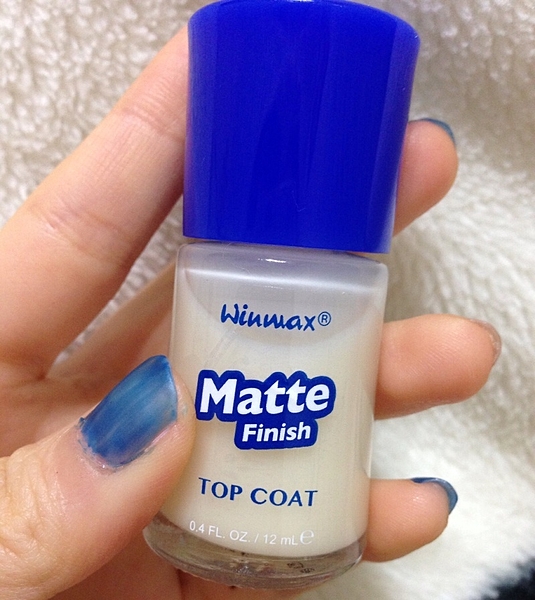 Winmax®
Matte
Finish
TOP COAT
0.4 FL. OZ. / 12 mL ℮